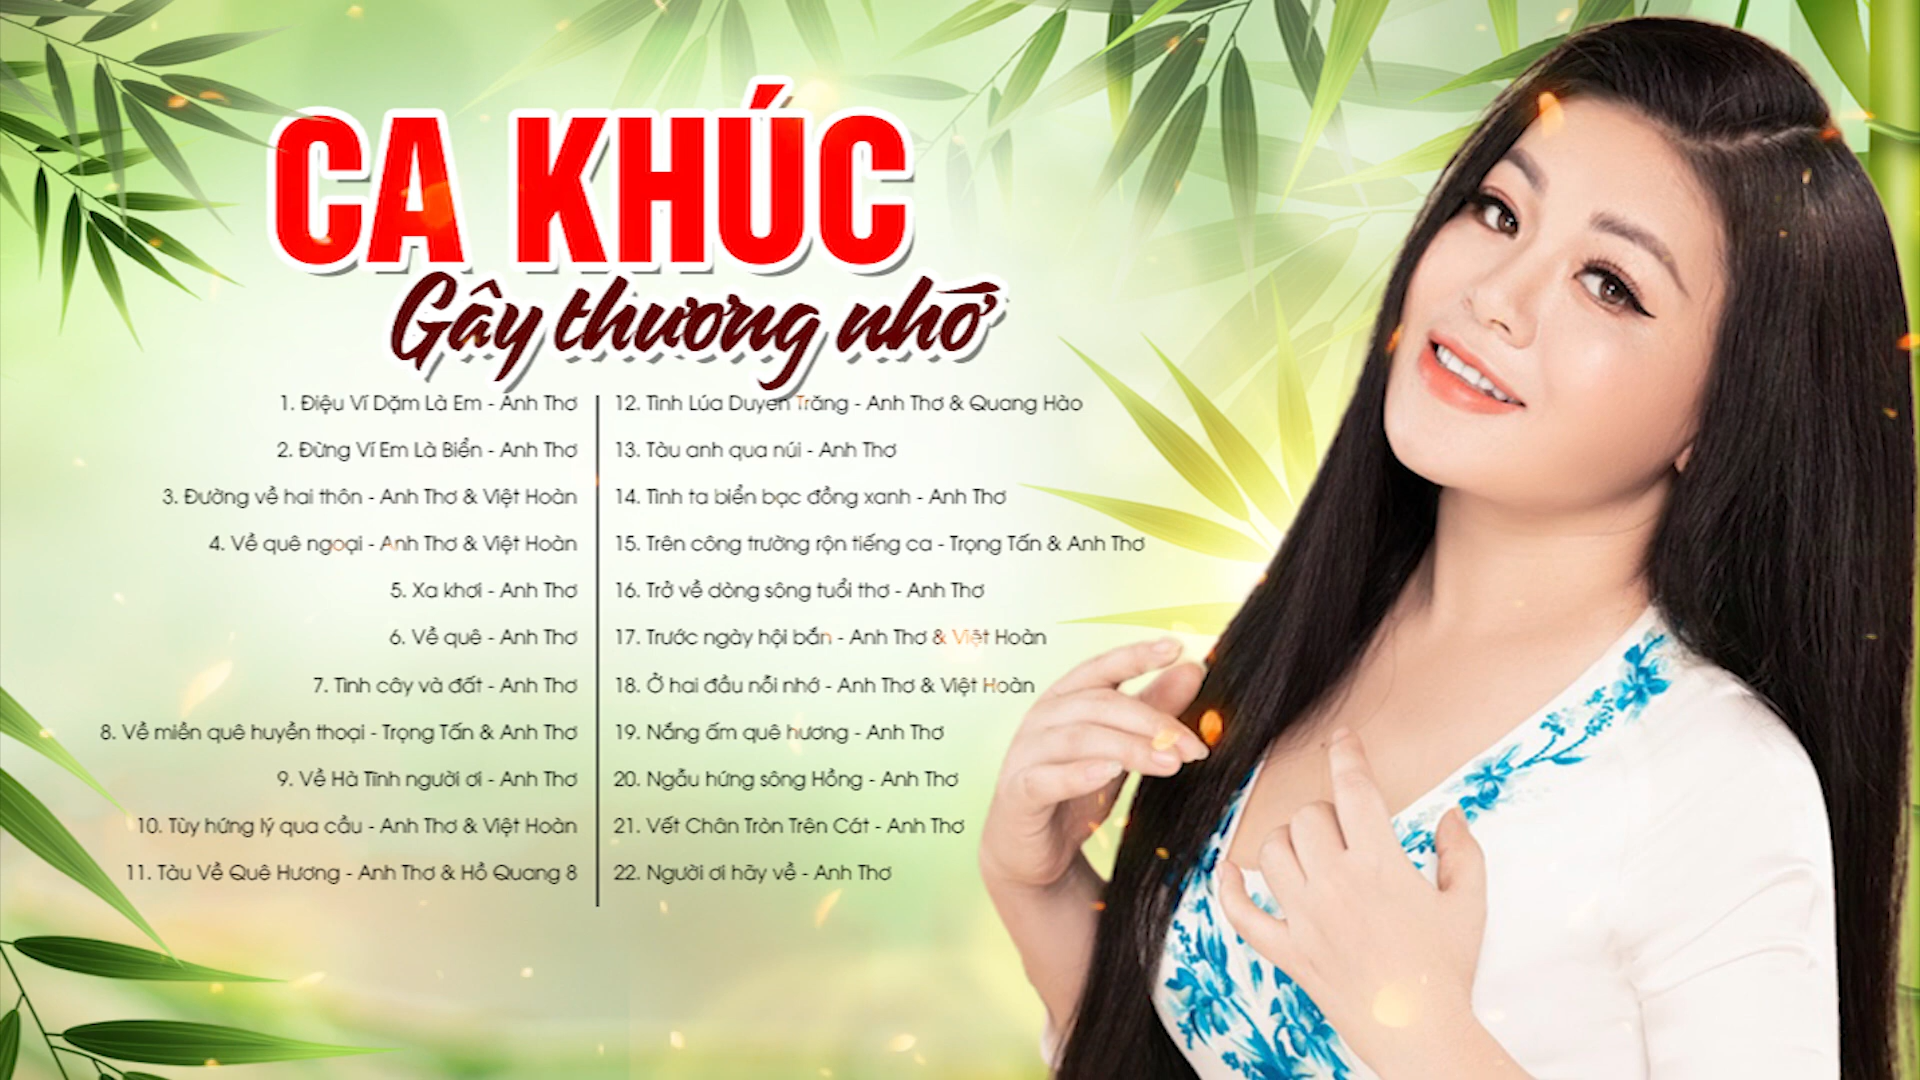 CA KHÚC
Gây thương nhớ
1. Điệu Ví Dặm Là Em - Anh Thơ
2. Đừng Ví Em Là Biển - Anh Thơ
3. Đường về hai thôn - Anh Thơ & Việt Hoàn
4. Về quê ngoại - Anh Thơ & Việt Hoàn
5. Xa khơi - Anh Thơ
6. Về quê - Anh Thơ
7. Tình cây và đất - Anh Thơ
8. Về miền quê huyền thoại - Trọng Tấn & Anh Thơ
9. Về Hà Tĩnh người ơi - Anh Thơ
10. Tùy hứng lý qua cầu - Anh Thơ & Việt Hoàn
11. Tàu Về Quê Hương - Anh Thơ & Hồ Quang 8
12. Tình Lúa Duyên Trăng - Anh Thơ & Quang Hào
13. Tàu anh qua núi - Anh Thơ
14. Tình ta biển bạc đồng xanh - Anh Thơ
15. Trên công trường rộn tiếng ca - Trọng Tấn & Anh Thơ
16. Trở về dòng sông tuổi thơ - Anh Thơ
17. Trước ngày hội bắn - Anh Thơ & Việt Hoàn
18. Ở hai đầu nỗi nhớ - Anh Thơ & Việt Hoàn
19. Nắng ấm quê hương - Anh Thơ
20. Ngẫu hứng sông Hồng - Anh Thơ
21. Vết Chân Tròn Trên Cát - Anh Thơ
22. Người ơi hãy về - Anh Thơ